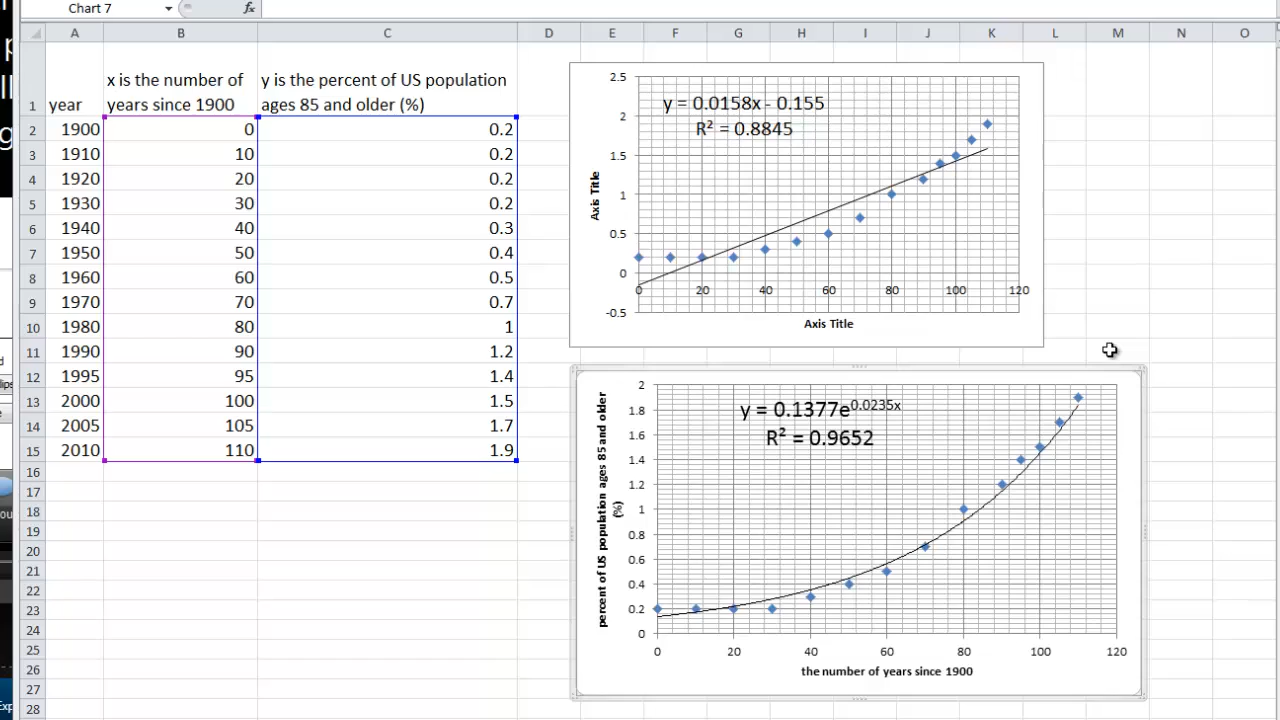 Chart 7
fx
A B C D E F G H I J K L M N O
1 year x is the number of years since 1900 y is the percent of US population ages 85 and older (%)
2 1900 0 0.2
3 1910 10 0.2
4 1920 20 0.2
5 1930 30 0.2
6 1940 40 0.3
7 1950 50 0.4
8 1960 60 0.5
9 1970 70 0.7
10 1980 80 1
11 1990 90 1.2
12 1995 95 1.4
13 2000 100 1.5
14 2005 105 1.7
15 2010 110 1.9
16
17
18
19
20
21
22
23
24
25
26
27
28
y = 0.0158x - 0.155
R² = 0.8845
2.5
2
1.5
1
0.5
0
-0.5
0 20 40 60 80 100 120
Axis Title
Axis Title
y = 0.1377e^0.0235x
R² = 0.9652
2
1.8
1.6
1.4
1.2
1
0.8
0.6
0.4
0.2
0
0 20 40 60 80 100 120
percent of US population ages 85 and older
(%)
the number of years since 1900